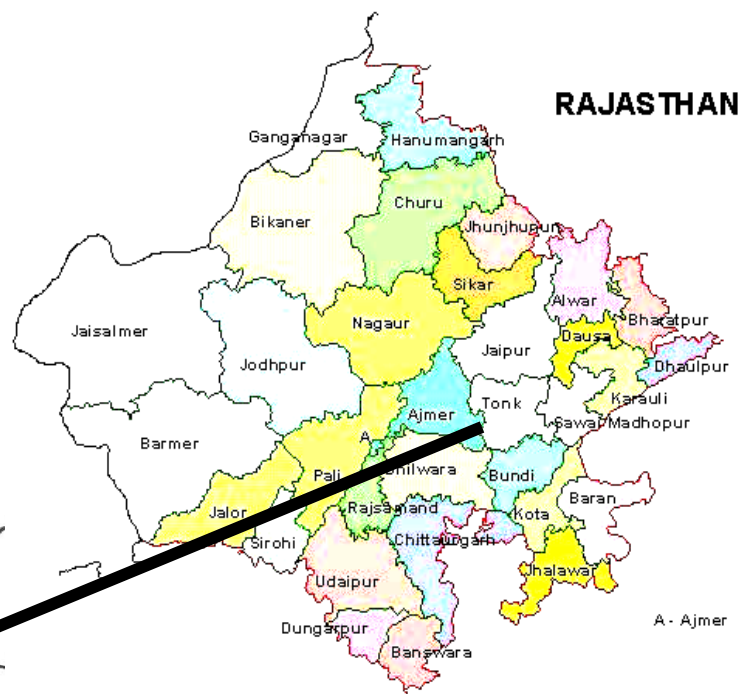 RAJASTHAN
Ganganagar
Hanumangarh
Churu
Bikaner
Jhunjhunun
Sikar
Alwar
Nagaur
Bharatpur
Jaisalmer
Dausa
Jaipur
Jodhpur
Dhaulpur
Karauli
Tonk
Ajmer
Sawai Madhopur
A
Barmer
Bhilwara
Pali
Bundi
Baran
Rajsamand
Jalor
Kota
Sirohi
Chittaurgarh
Jhalawar
Udaipur
A - Ajmer
Dungarpur
Banswara